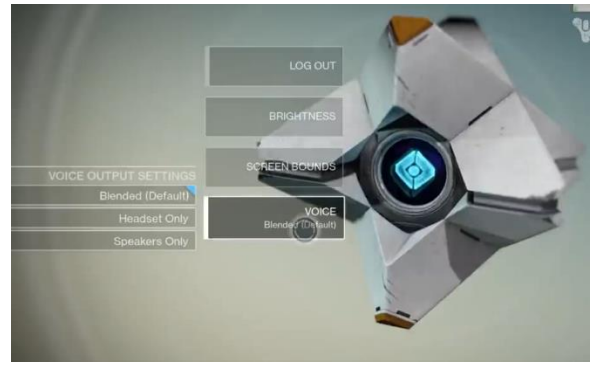 LOG OUT
BRIGHTNESS
SCREEN BOUNDS
VOICE
Blended (Default)
VOICE OUTPUT SETTINGS
Blended (Default)
Headset Only
Speakers Only